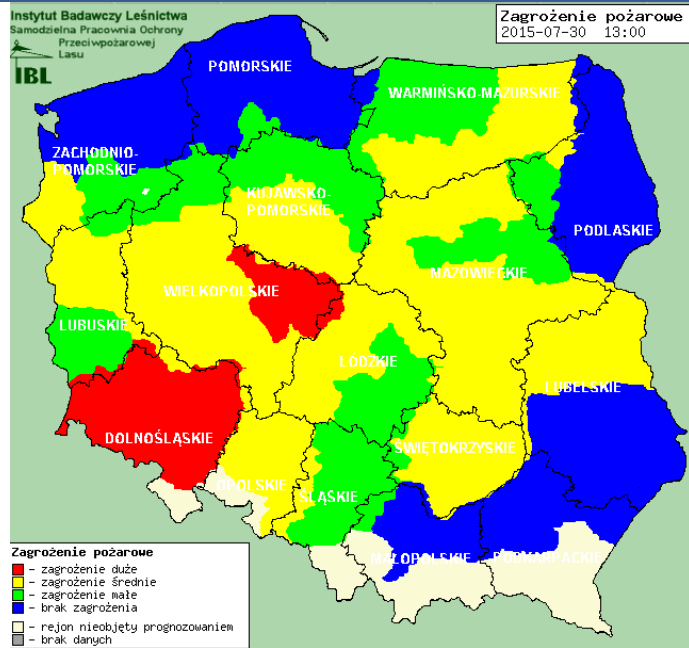 Instytut Badawczy Leśnictwa
Samodzielna Pracownia Ochrony
Przeciwpożarowej
Lasu
IBL
Zagrożenie pożarowe
2015-07-30 13:00
POMORSKIE
WARMIŃSKO-MAZURSKIE
ZACHODNIO-
POMORSKIE
KUJAWSKO-
POMORSKIE
PODLASKIE
MAZOWIECKIE
WIELKOPOLSKIE
LUBUSKIE
ŁODZKIE
LUBELSKIE
DOLNOŚLĄSKIE
ŚWIĘTOKRZYSKIE
OPOLSKIE
ŚLĄSKIE
MAŁOPOLSKIE
PODKARPACKIE
Zagrożenie pożarowe
- zagrożenie duże
- zagrożenie średnie
- zagrożenie małe
- brak zagrożenia
- rejon nieobjęty prognozowaniem
- brak danych